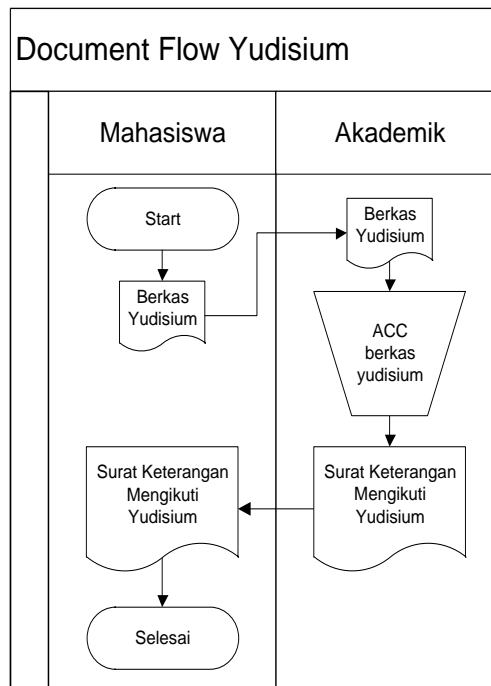 Document Flow Yudisium
Mahasiswa
Akademik
Start
Berkas
Yudisium
Berkas
Yudisium
ACC
berkas
yudisium
Surat Keterangan
Mengikuti
Yudisium
Surat Keterangan
Mengikuti
Yudisium
Selesai